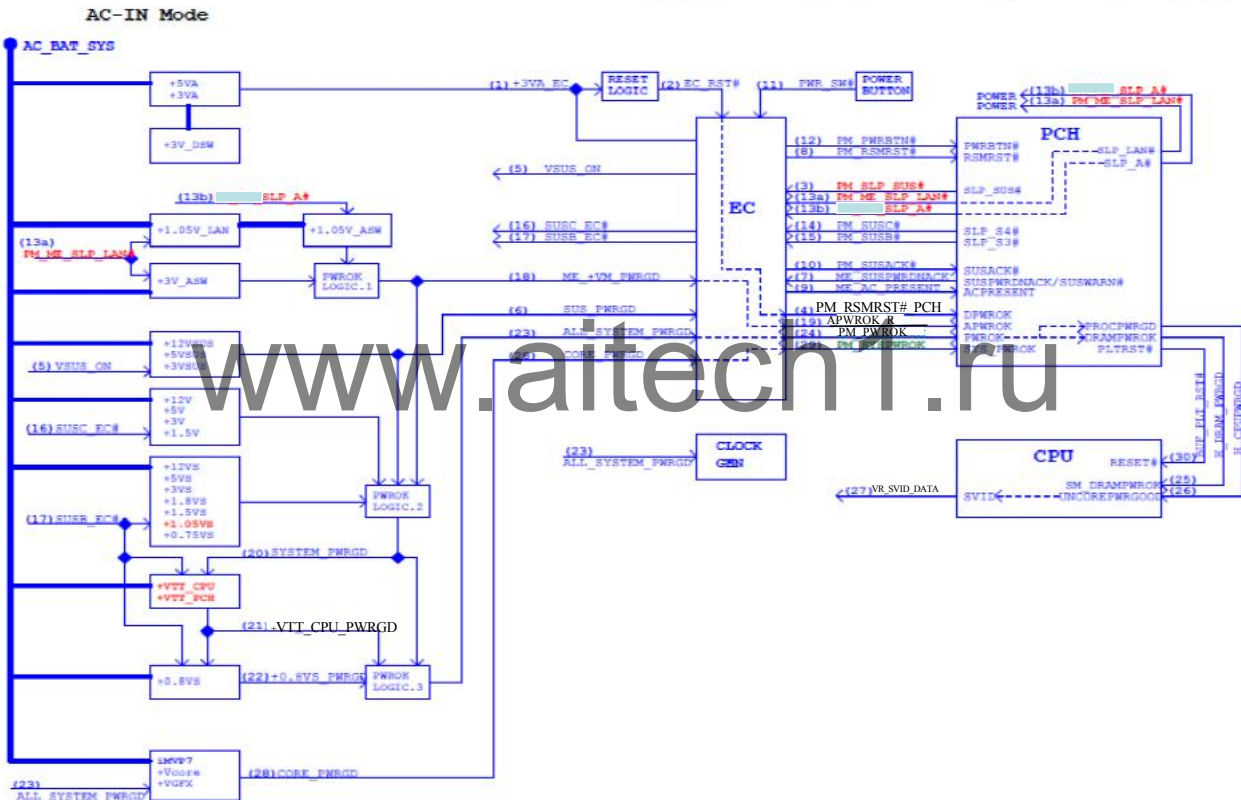 AC-IN Mode
AC_BAT_SYS
+5VA
+3VA
+3V_DSW
(1) +3VA_EC
RESET
LOGIC
(2) EC_RST#
(11) PWR_SW#
POWER
BUTTON
POWER (13b) SLP_A#
POWER (13a) PM_ME_SLP_LAN#
EC
PCH
(12) PM_PWRBTN#
(8) PM_RSMRST#
PWRBTN#
RSMRST#
SLP_LAN#
SLP_A#
(5) VSUS_ON
(3) PM_SLP_SUS#
(13a) PM_ME_SLP_LAN#
(13b) SLP_A#
SLP_SUS#
(16) SUSC_EC#
(17) SUSB_EC#
(14) PM_SUSC#
(15) PM_SUSB#
SLP_S4#
SLP_S3#
(10) PM_SUSACK#
(7) ME_SUSPWRDNACK
(9) ME_AC_PRESENT
SUSACK#
SUSPWRDNACK/SUSWARN#
ACPRESENT
(4) PM_RSMRST#_PCH
(19) APWROK_R
(24) PM_PWROK
(29) PM_SYSPWROK
DPWROK
APWROK
PWROK
SYS_PWROK
PROCPWRGD
DRAMPWROK
PLTRST#
(13b) SLP_A#
+1.05V_LAN
+1.05V_ASW
(13a)
PM_ME_SLP_LAN#
+3V_ASW
PWROK
LOGIC.1
(18) ME_+VM_PWRGD
(6) SUS_PWRGD
(23) ALL_SYSTEM_PWRGD
(28) CORE_PWRGD
+12VSUS
+5VSUS
+3VSUS
(5) VSUS_ON
www.aitech1.ru
+12V
+5V
+3V
+1.5V
(16) SUSC_EC#
+12VS
+5VS
+3VS
+1.8VS
+1.5VS
+1.05VS
+0.75VS
(17) SUSB_EC#
PWROK
LOGIC.2
(20) SYSTEM_PWRGD
(23)
ALL_SYSTEM_PWRGD
CLOCK
GEN
BUF_PLT_RST#
H_DRAM_PWRGD
H_CPUPWRGD
CPU
RESET# (30)
SM_DRAMPWROK (25)
UNCOREPWRGOOD (26)
SVID
(27) VR_SVID_DATA
+VTT_CPU
+VTT_PCH
(21) +VTT_CPU_PWRGD
+0.8VS
(22) +0.8VS_PWRGD
PWROK
LOGIC.3
iMVP7
+Vcore
+VGFX
(28) CORE_PWRGD
(23)
ALL_SYSTEM_PWRGD